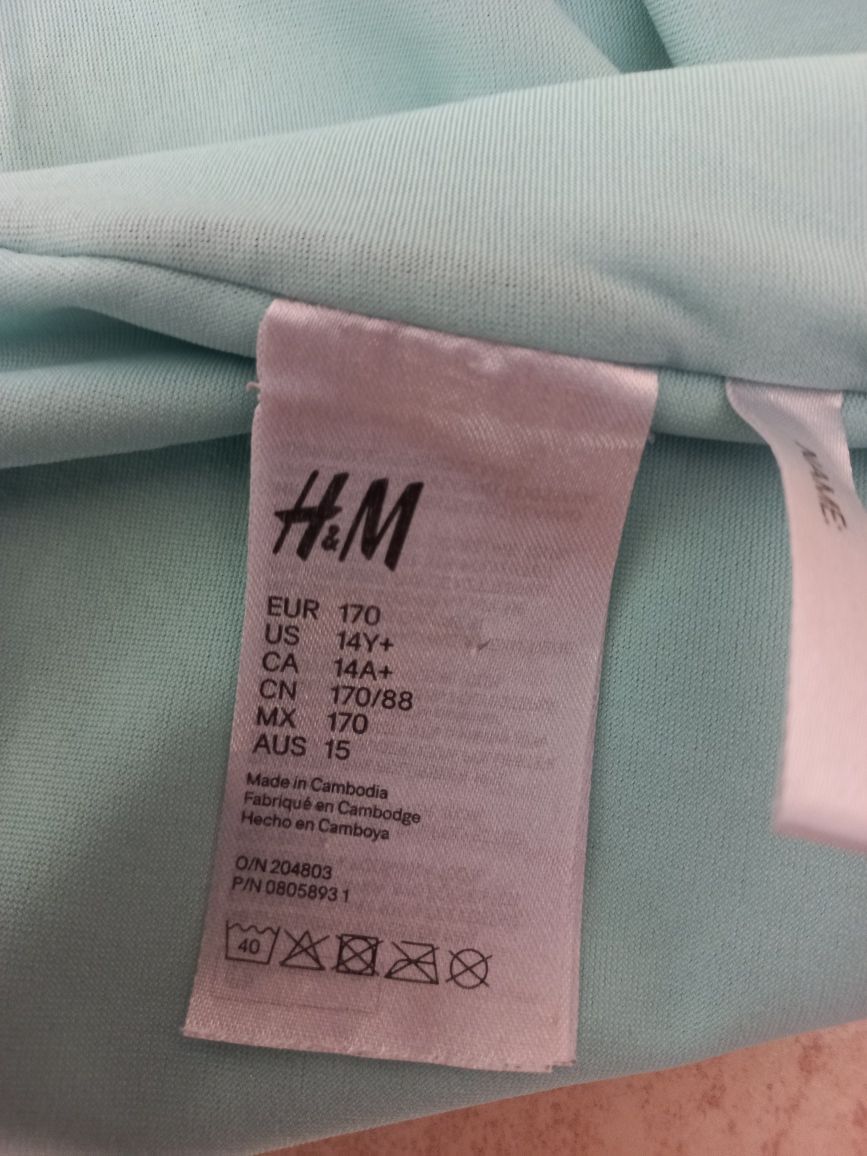 H&M
EUR 170
US 14Y+
CA 14A+
CN 170/88
MX 170
AUS 15
Made in Cambodia
Fabriqué en Cambodge
Hecho en Camboya
O/N 204803
P/N 0805893 1
40
NAME: